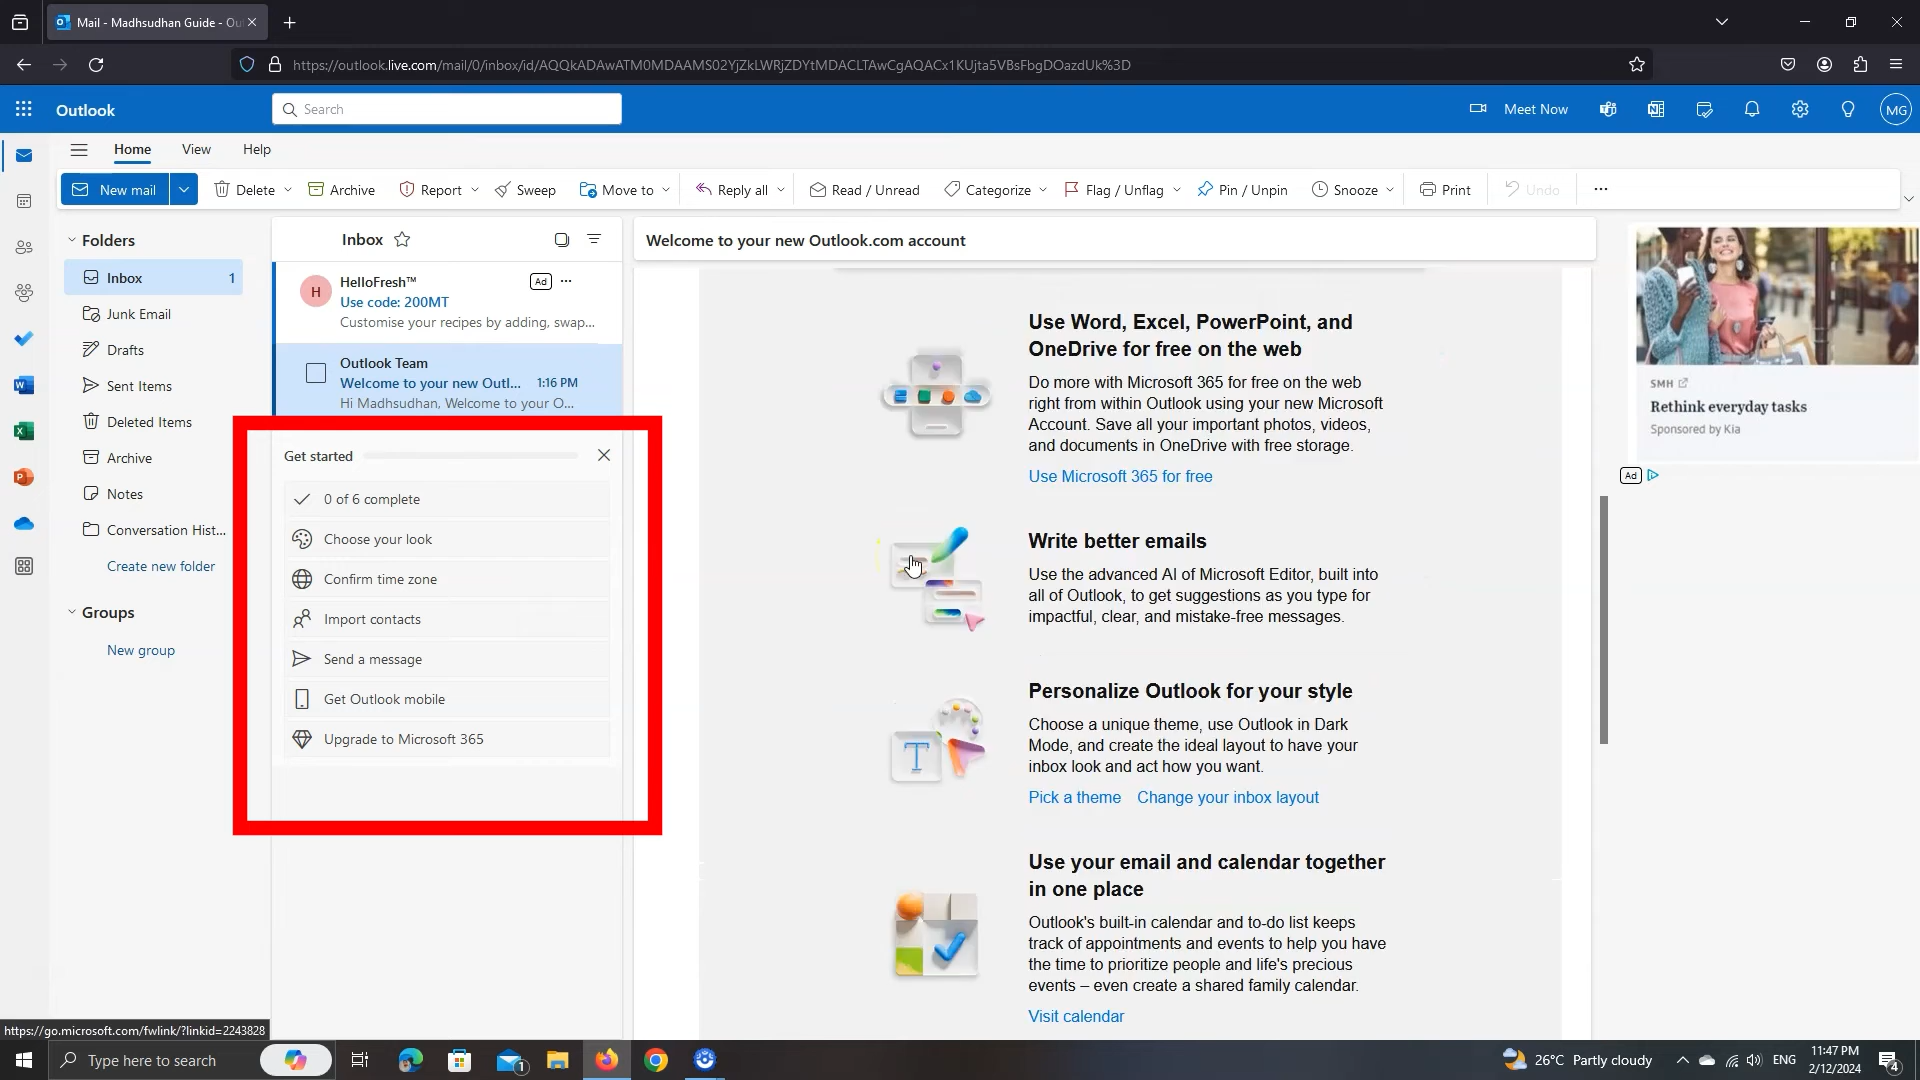 Mail - Madhsudhan Guide - Ou
https://outlook.live.com/mail/0/inbox/id/AQQkADAwATM0MDAAMS02YjZkLWRjZDYtMDACLTAwCgAQACx1KUjta5VBsFbgDOazdUk%3D
Outlook
Search
Meet Now
MG
Home View Help
New mail Delete Archive Report Sweep Move to Reply all Read / Unread Categorize Flag / Unflag Pin / Unpin Snooze Print Undo
Folders
Inbox 1
Junk Email
Drafts
Sent Items
Deleted Items
Archive
Notes
Conversation Hist...
Create new folder
Groups
New group
Inbox
H
HelloFresh™ Ad
Use code: 200MT
Customise your recipes by adding, swap...
Outlook Team
Welcome to your new Outl... 1:16 PM
Hi Madhsudhan, Welcome to your O...
Get started
0 of 6 complete
Choose your look
Confirm time zone
Import contacts
Send a message
Get Outlook mobile
Upgrade to Microsoft 365
Welcome to your new Outlook.com account
Use Word, Excel, PowerPoint, and
OneDrive for free on the web
Do more with Microsoft 365 for free on the web
right from within Outlook using your new Microsoft
Account. Save all your important photos, videos,
and documents in OneDrive with free storage.
Use Microsoft 365 for free
Write better emails
Use the advanced AI of Microsoft Editor, built into
all of Outlook, to get suggestions as you type for
impactful, clear, and mistake-free messages.
T
Personalize Outlook for your style
Choose a unique theme, use Outlook in Dark
Mode, and create the ideal layout to have your
inbox look and act how you want.
Pick a theme Change your inbox layout
Use your email and calendar together
in one place
Outlook's built-in calendar and to-do list keeps
track of appointments and events to help you have
the time to prioritize people and life's precious
events – even create a shared family calendar.
Visit calendar
SMH
Rethink everyday tasks
Sponsored by Kia
Ad
https://go.microsoft.com/fwlink/?linkid=2243828
Type here to search
1
26°C Partly cloudy
ENG
11:47 PM
2/12/2024
4